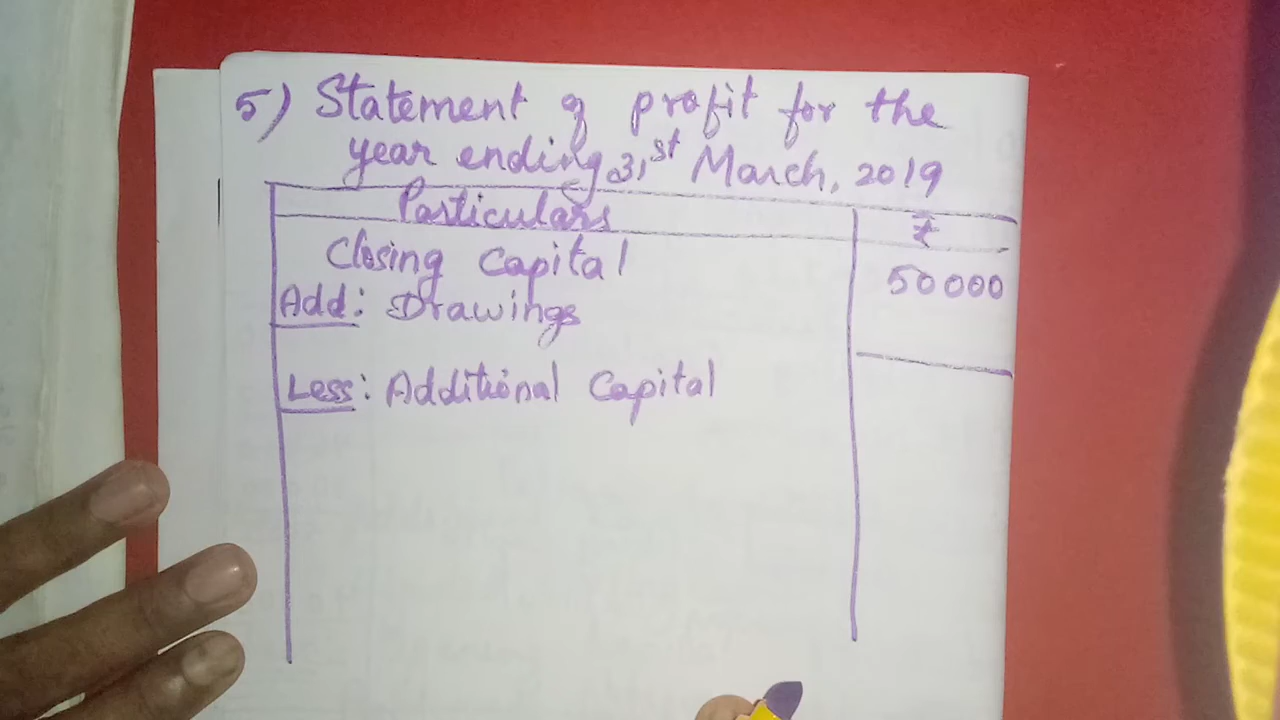 5) Statement of profit for the
year ending 31st March, 2019
Particulars ₹
Closing Capital 50000
Add: Drawings
Less: Additional Capital